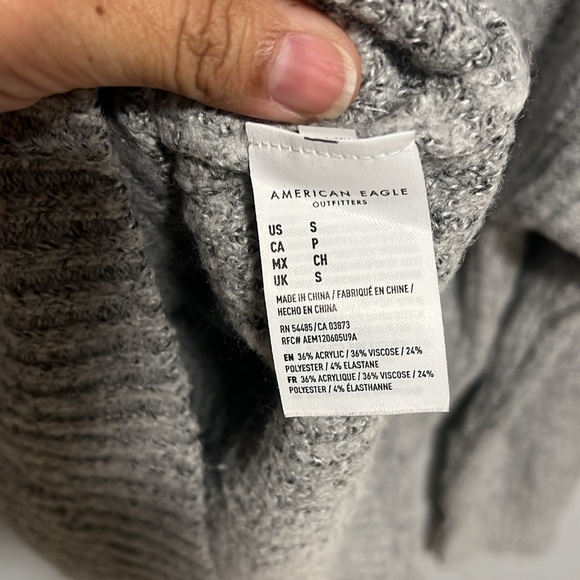 AMERICAN EAGLE
OUTFITTERS
US S
CA P
MX CH
UK S
MADE IN CHINA / FABRIQUÉ EN CHINE /
HECHO EN CHINA
RN 54485 / CA 03873
RFC# AEM120605U9A
EN 36% ACRYLIC / 36% VISCOSE / 24%
POLYESTER / 4% ELASTANE
FR 36% ACRYLIQUE / 36% VISCOSE / 24%
POLYESTER / 4% ÉLASTHANNE